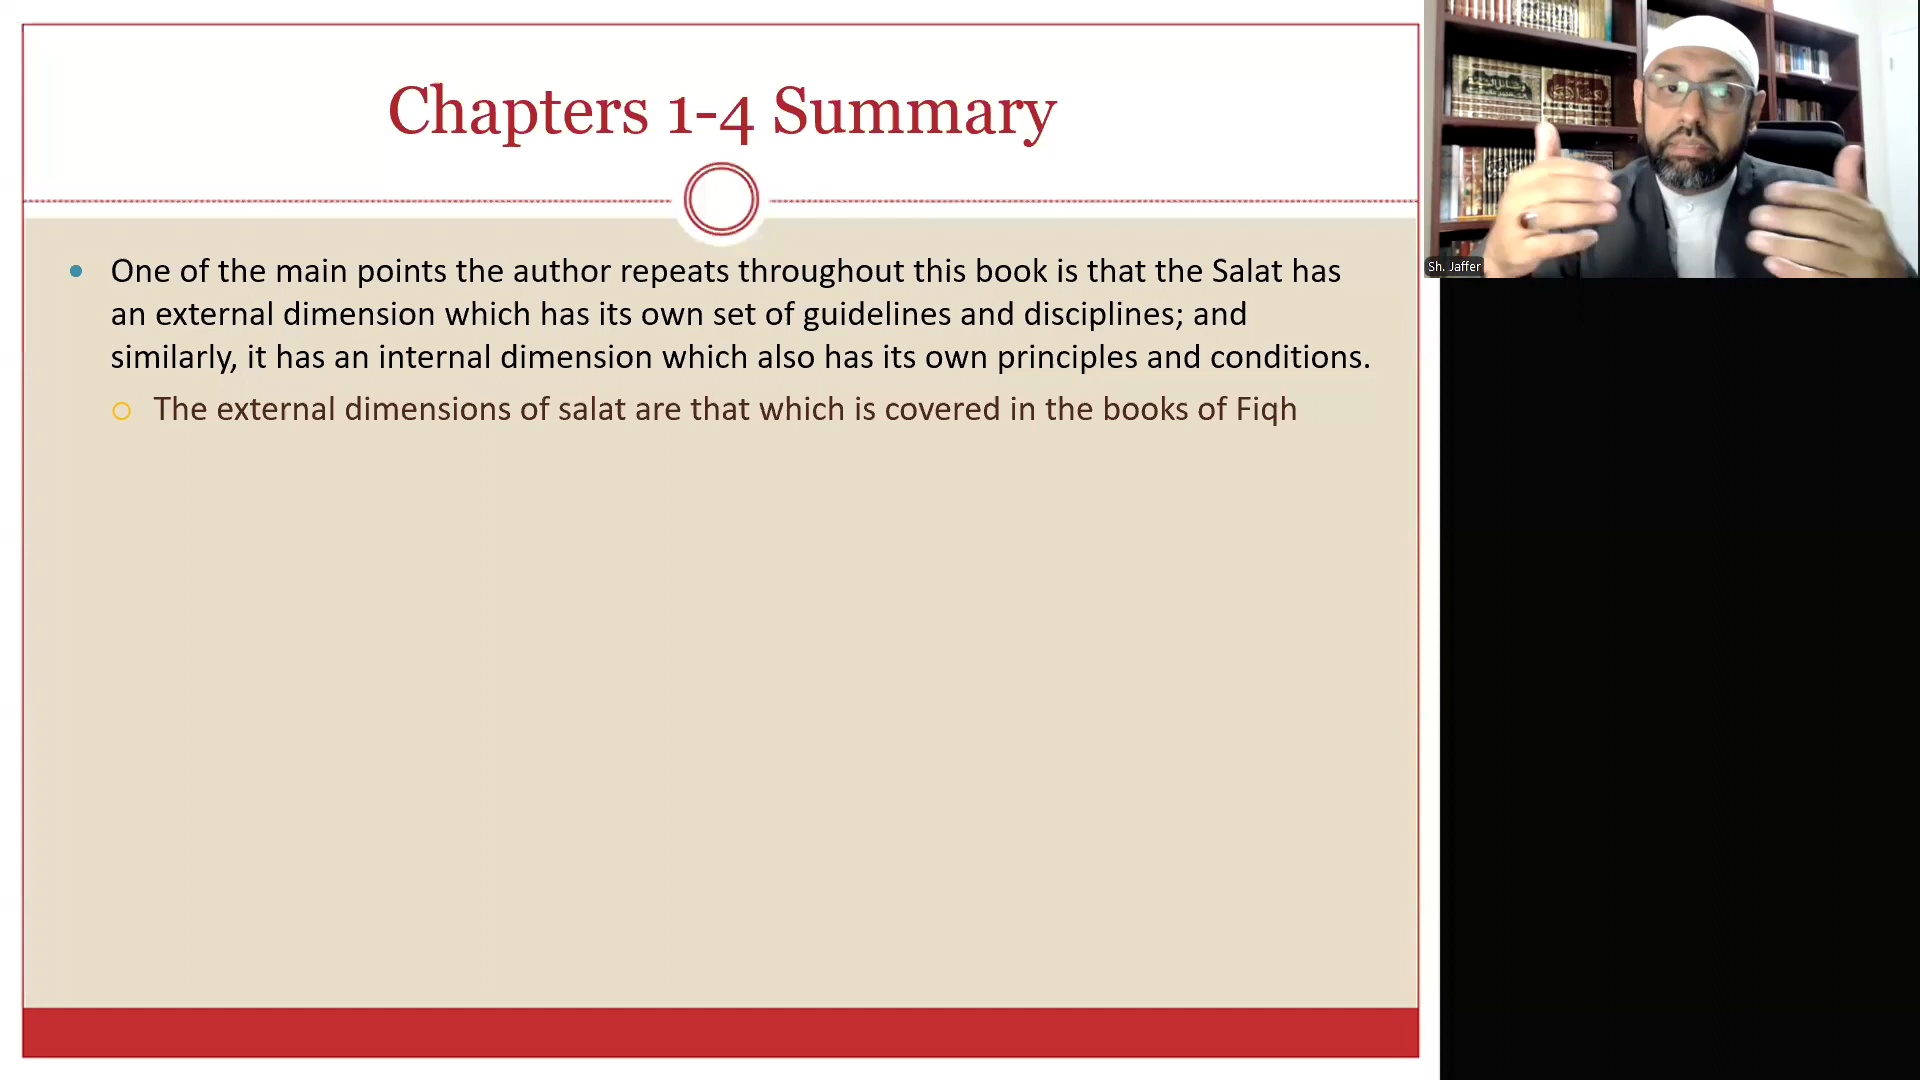 Chapters 1-4 Summary
One of the main points the author repeats throughout this book is that the Salat has
an external dimension which has its own set of guidelines and disciplines; and
similarly, it has an internal dimension which also has its own principles and conditions.
The external dimensions of salat are that which is covered in the books of Fiqh
Sh. Jaffer